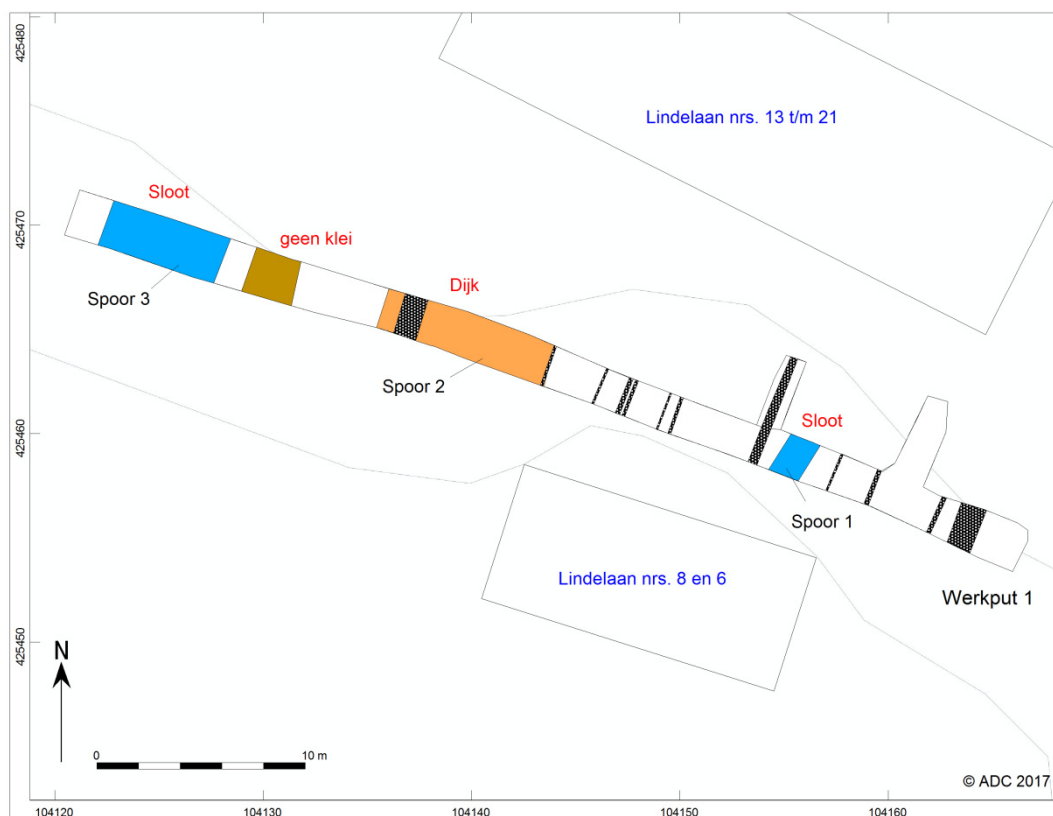 425480
Lindelaan nrs. 13 t/m 21
Sloot
425470
geen klei
Dijk
Spoor 3
Spoor 2
425460
Sloot
Spoor 1
Lindelaan nrs. 8 en 6
Werkput 1
425450
N
0
10 m
© ADC 2017
104120
104130
104140
104150
104160